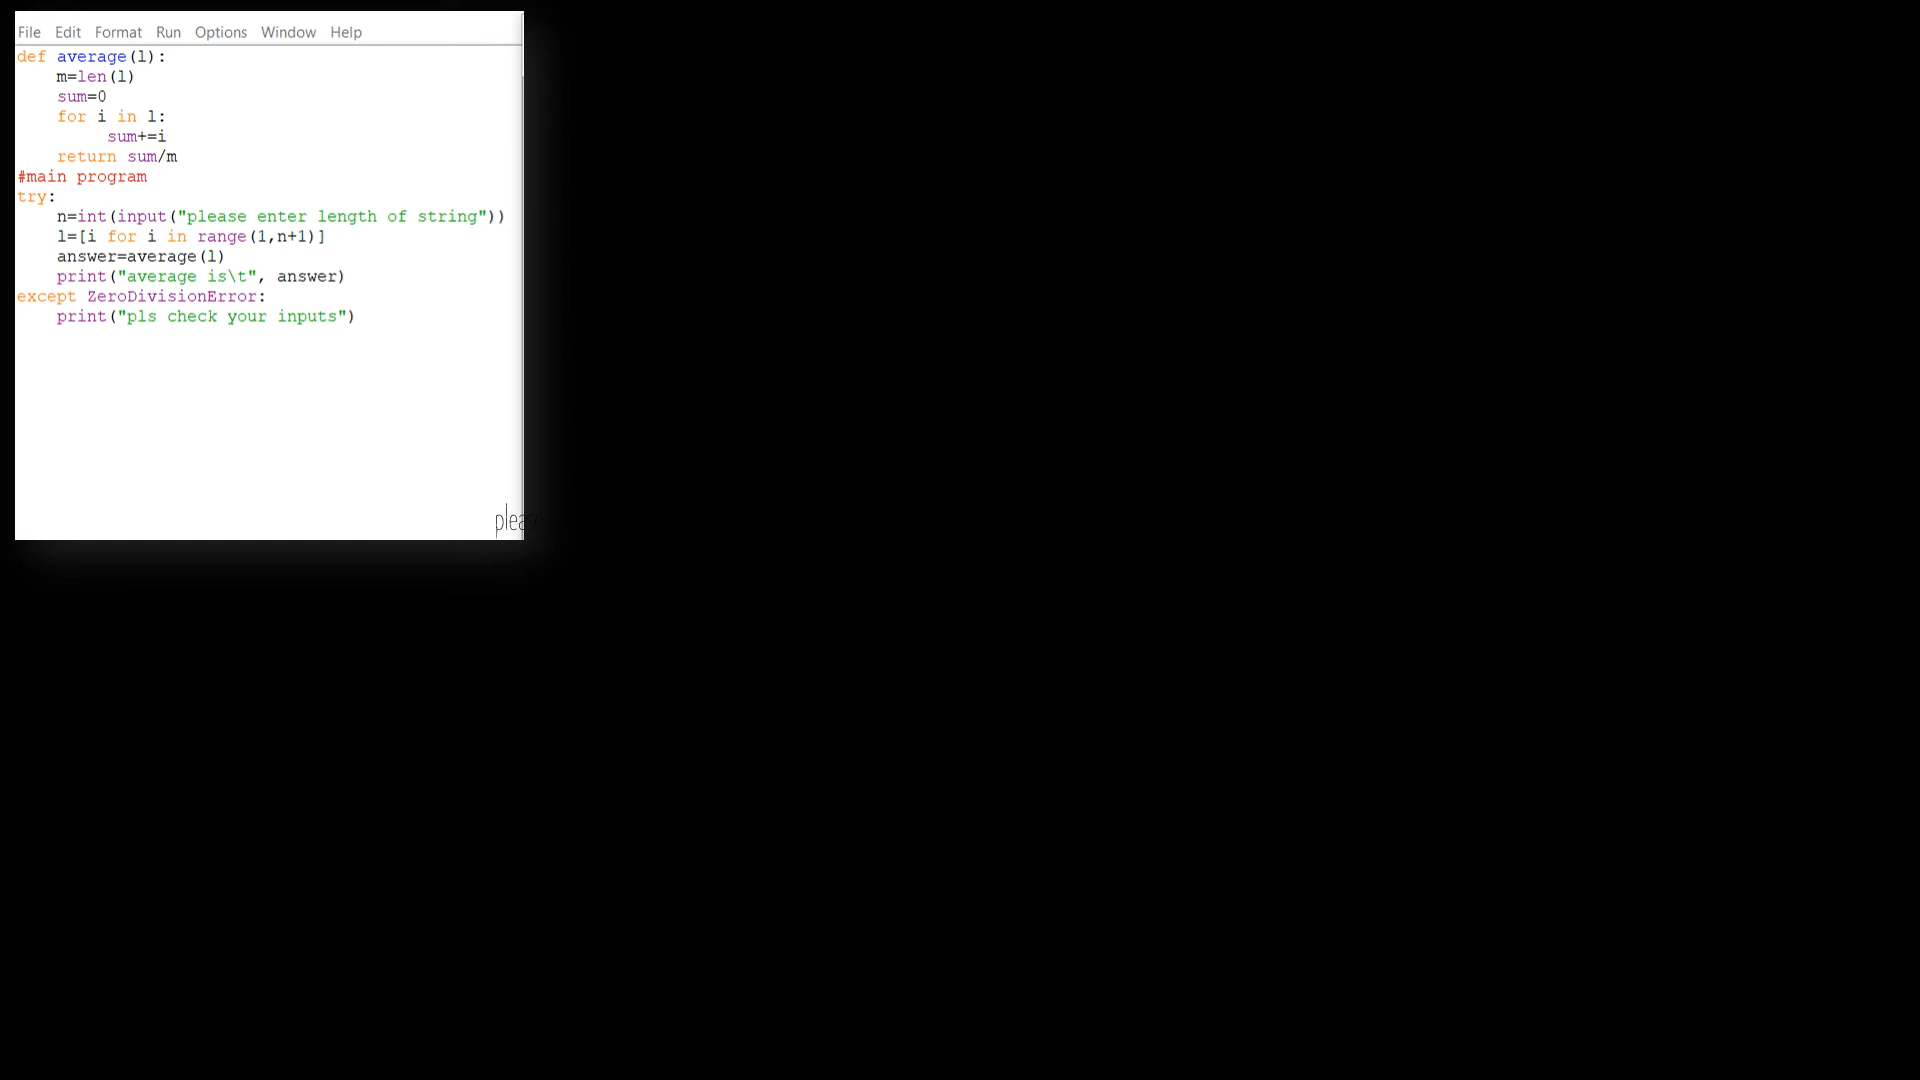 File Edit Format Run Options Window Help
def average(l):
    m=len(l)
    sum=0
    for i in l:
         sum+=i
    return sum/m
#main program
try:
    n=int(input("please enter length of string"))
    l=[i for i in range(1,n+1)]
    answer=average(l)
    print("average is\t", answer)
except ZeroDivisionError:
    print("pls check your inputs")